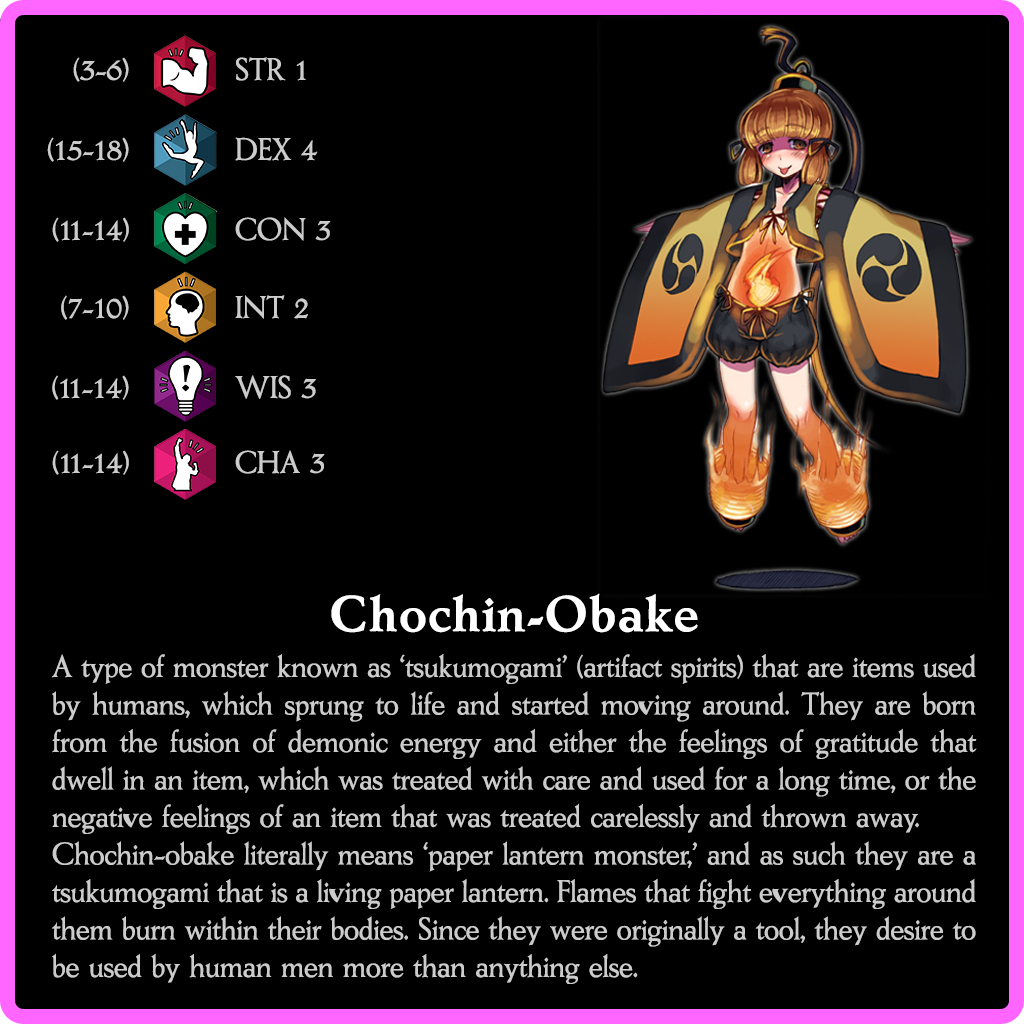 (3-6) STR 1
(15-18) DEX 4
(11-14) CON 3
(7-10) INT 2
(11-14) WIS 3
(11-14) CHA 3
Chochin-Obake
A type of monster known as ‘tsukumogami’ (artifact spirits) that are items used
by humans, which sprung to life and started moving around. They are born
from the fusion of demonic energy and either the feelings of gratitude that
dwell in an item, which was treated with care and used for a long time, or the
negative feelings of an item that was treated carelessly and thrown away.
Chochin-obake literally means ‘paper lantern monster,’ and as such they are a
tsukumogami that is a living paper lantern. Flames that fight everything around
them burn within their bodies. Since they were originally a tool, they desire to
be used by human men more than anything else.